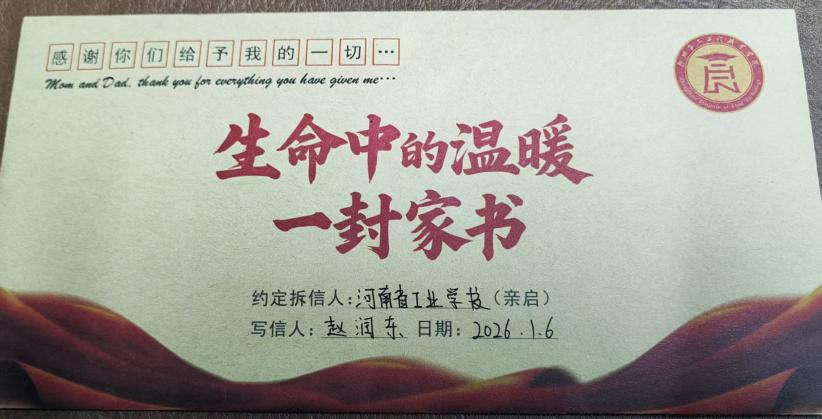 感谢你们给予我的一切…
Mom and Dad, thank you for everything you have given me…
生命中的温暖
一封家书
约定拆信人:河南省工业学校(亲启)
写信人:赵润东 日期:2026.1.6